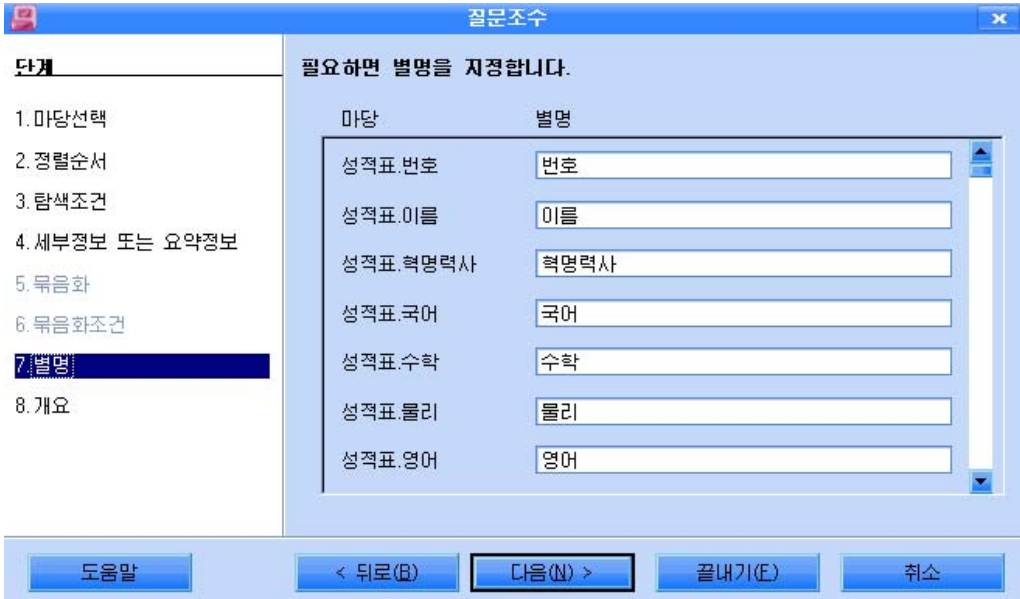 질문조수
단계
1.마당선택
2.정렬순서
3.탐색조건
4.세부정보 또는 요약정보
5.묶음화
6.묶음화조건
7.별명
8.개요
필요하면 별명을 지정합니다.
마당 별명
성적표.번호 번호
성적표.이름 이름
성적표.혁명력사 혁명력사
성적표.국어 국어
성적표.수학 수학
성적표.물리 물리
성적표.영어 영어
도움말 < 뒤로(B) 다음(N) > 끝내기(F) 취소